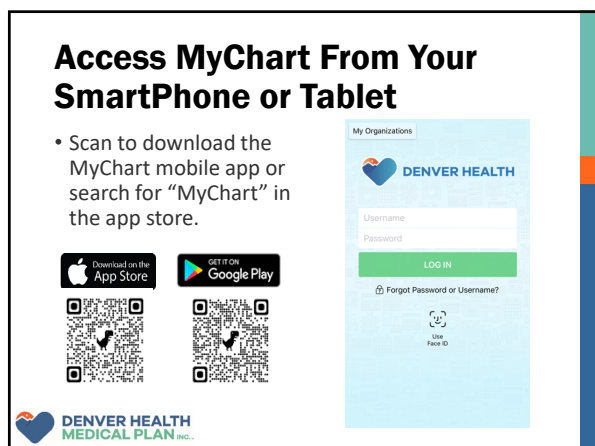 Access MyChart From Your
SmartPhone or Tablet
• Scan to download the
MyChart mobile app or
search for “MyChart” in
the app store.
Download on the
App Store
GET IT ON
Google Play
My Organizations
DENVER HEALTH
Username
Password
LOG IN
Forgot Password or Username?
Use
Face ID
DENVER HEALTH
MEDICAL PLAN INC..